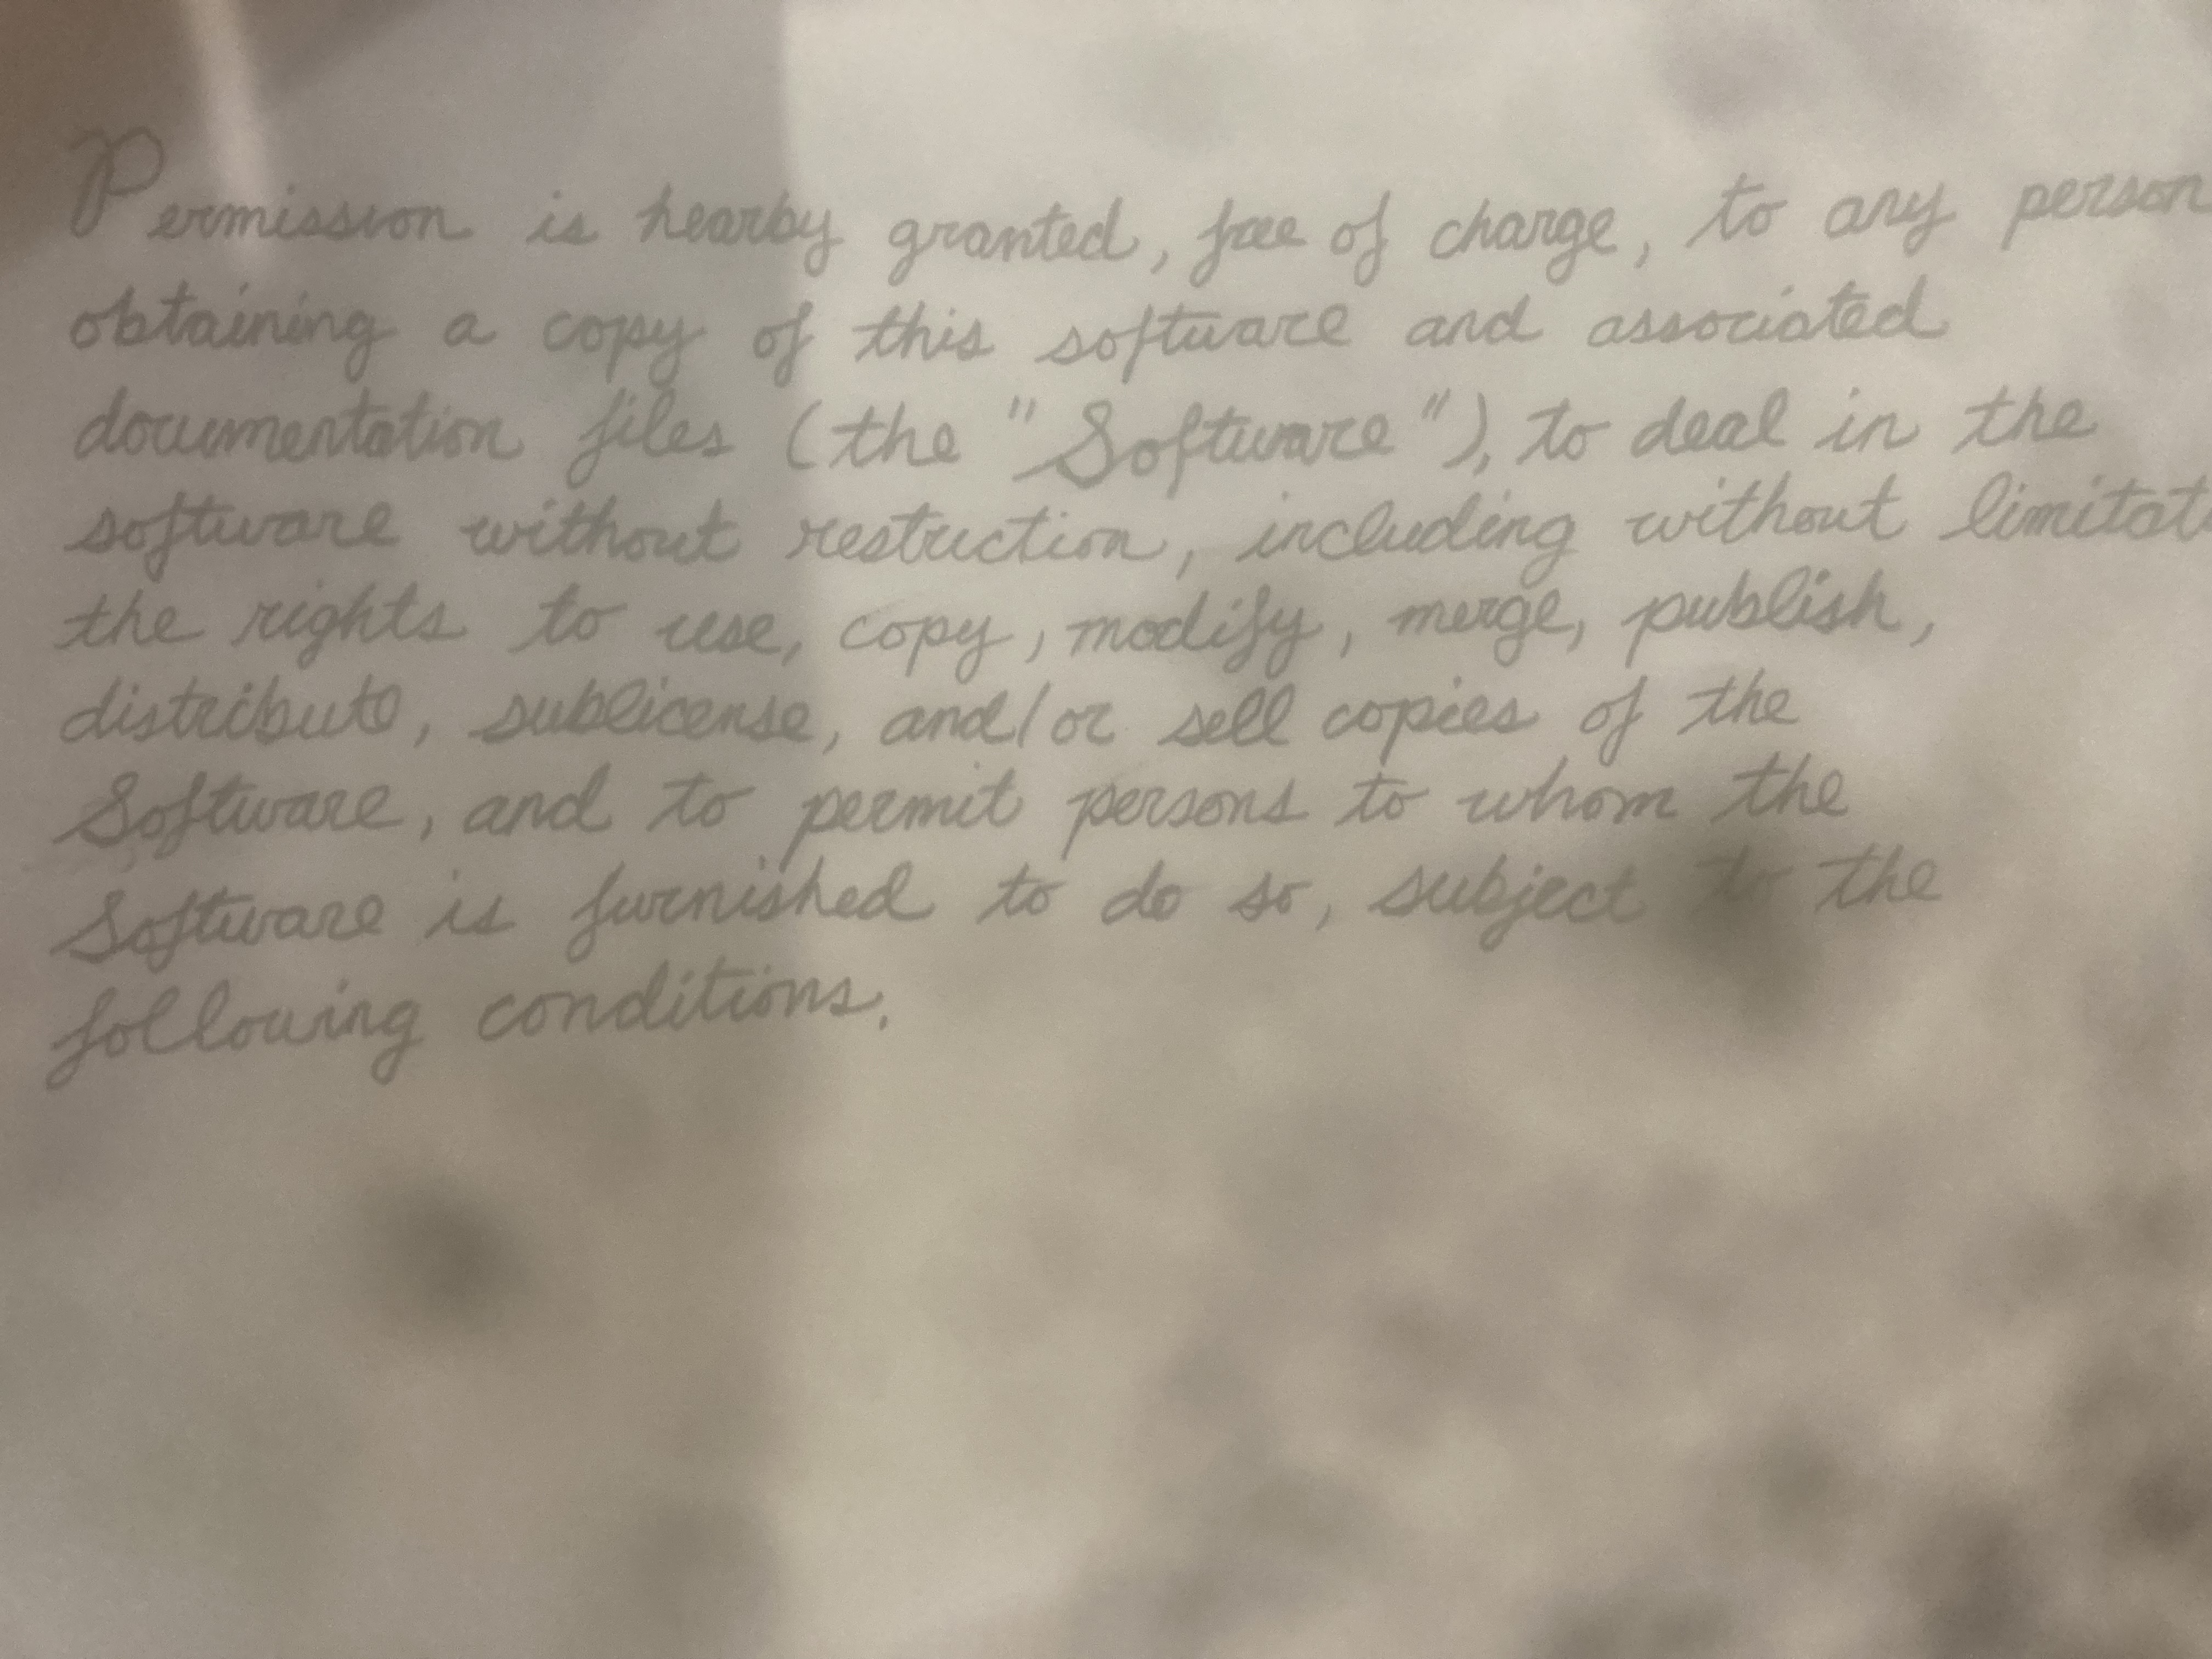 Permission is hearby granted, free of charge, to any person
obtaining a copy of this software and associated
documentation files (the "Software"), to deal in the
software without restruction, including without limitat
the rights to use, copy, modify, merge, publish,
distribute, sublicense, and/or sell copies of the
Software, and to permit persons to whom the
Software is furnished to do so, subject to the
following conditions.